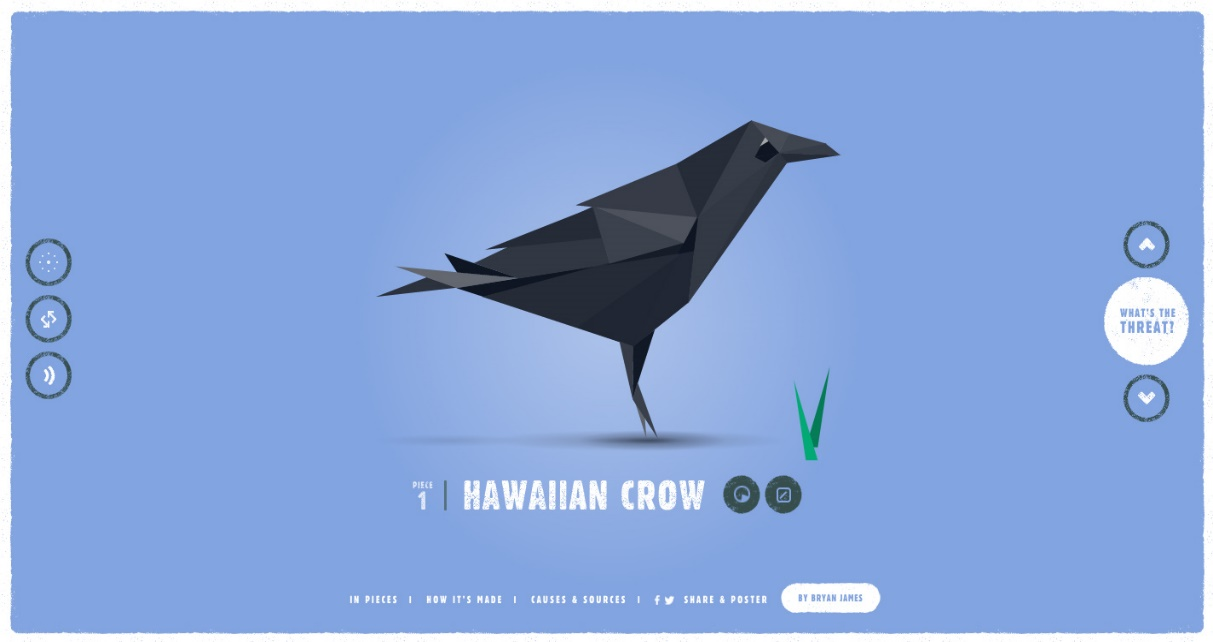 WHAT'S THE
THREAT?
PIECE
1
HAWAIIAN CROW
IN PIECES
HOW IT'S MADE
CAUSES & SOURCES
SHARE & POSTER
BY BRYAN JAMES